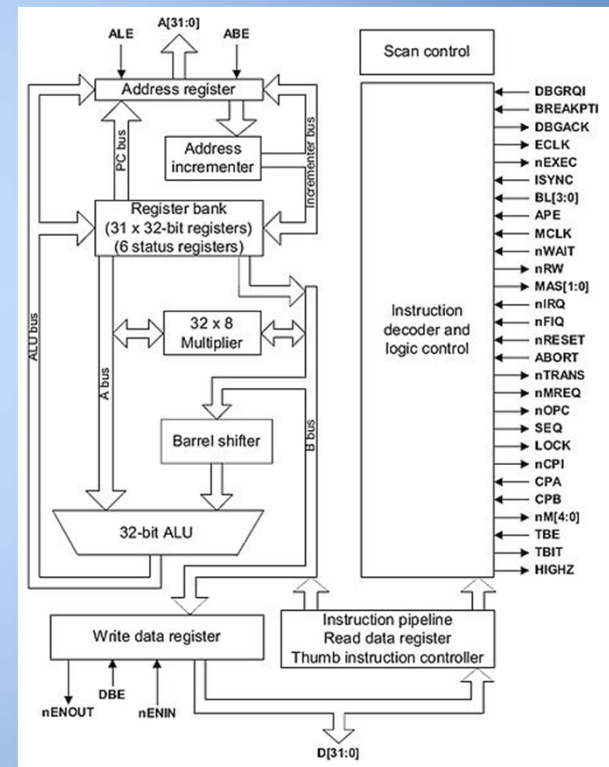 A[31:0]
ALE
ABE
Address register
PC bus
Address
incrementer
Incrementer bus
Register bank
(31 x 32-bit registers)
(6 status registers)
ALU bus
A bus
32 x 8
Multiplier
B bus
Barrel shifter
32-bit ALU
Write data register
nENOUT
DBE
nENIN
Instruction pipeline
Read data register
Thumb instruction controller
D[31:0]
Scan control
Instruction
decoder and
logic control
DBGRQI
BREAKPTI
DBGACK
ECLK
nEXEC
ISYNC
BL[3:0]
APE
MCLK
nWAIT
nRW
MAS[1:0]
nIRQ
nFIQ
nRESET
ABORT
nTRANS
nMREQ
nOPC
SEQ
LOCK
nCPI
CPA
CPB
nM[4:0]
TBE
TBIT
HIGHZ